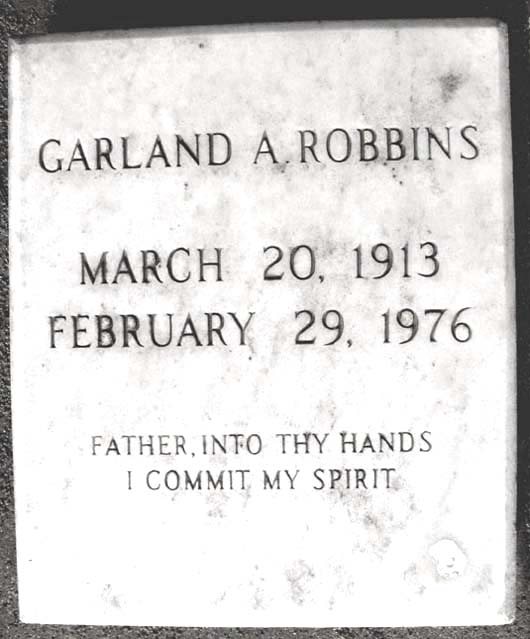 GARLAND A. ROBBINS
MARCH 20, 1913
FEBRUARY 29, 1976
FATHER, INTO THY HANDS
I COMMIT MY SPIRIT